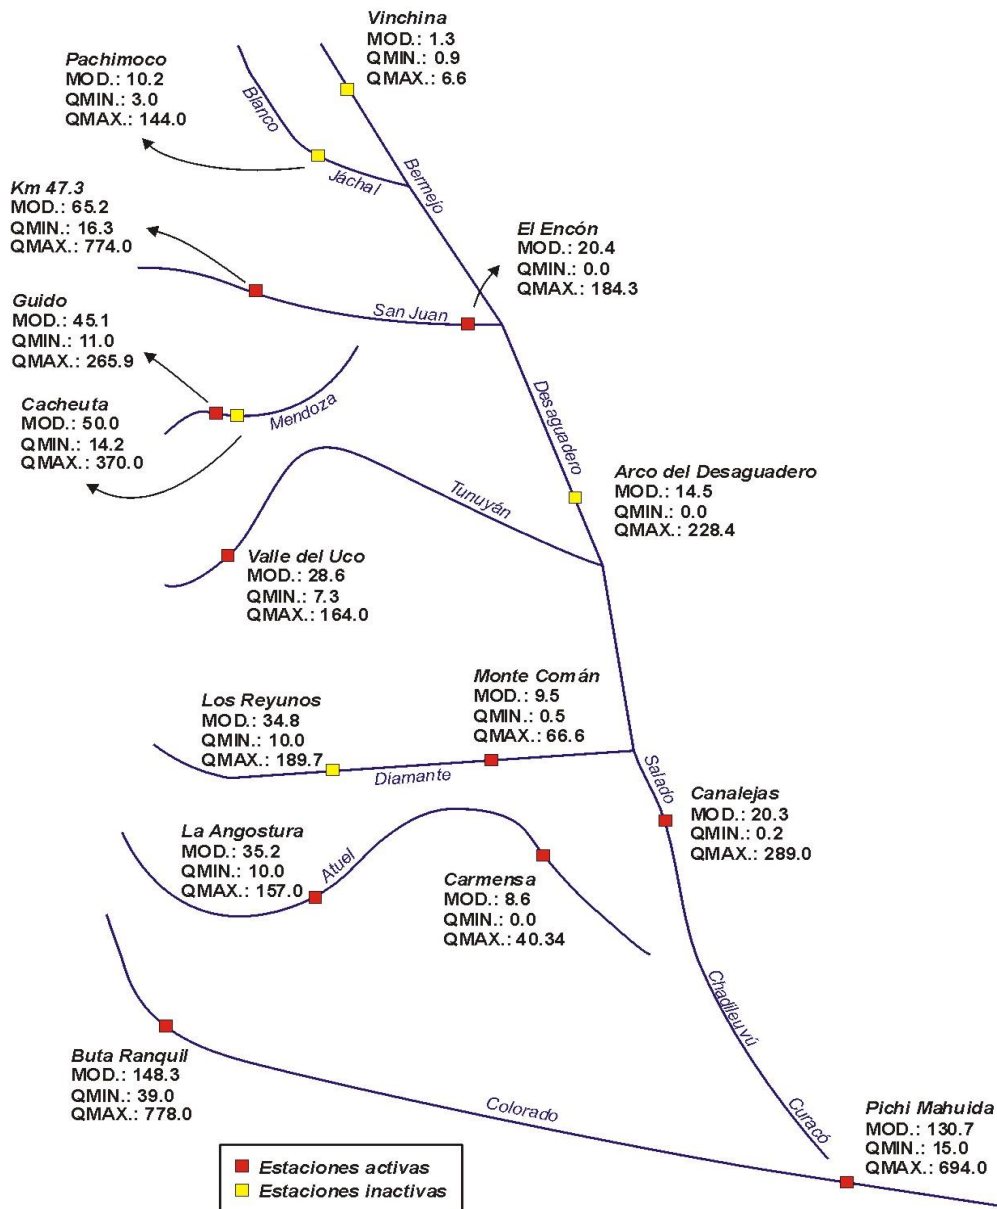 Vinchina
MOD.: 1.3
QMIN.: 0.9
QMAX.: 6.6
Pachimoco
MOD.: 10.2
QMIN.: 3.0
QMAX.: 144.0
Blanco
Jáchal
Bermejo
Km 47.3
MOD.: 65.2
QMIN.: 16.3
QMAX.: 774.0
El Encón
MOD.: 20.4
QMIN.: 0.0
QMAX.: 184.3
San Juan
Guido
MOD.: 45.1
QMIN.: 11.0
QMAX.: 265.9
Mendoza
Cacheuta
MOD.: 50.0
QMIN.: 14.2
QMAX.: 370.0
Desaguadero
Arco del Desaguadero
MOD.: 14.5
QMIN.: 0.0
QMAX.: 228.4
Tunuyán
Valle del Uco
MOD.: 28.6
QMIN.: 7.3
QMAX.: 164.0
Monte Comán
MOD.: 9.5
QMIN.: 0.5
QMAX.: 66.6
Los Reyunos
MOD.: 34.8
QMIN.: 10.0
QMAX.: 189.7
Diamante
Salado
Canalejas
MOD.: 20.3
QMIN.: 0.2
QMAX.: 289.0
La Angostura
MOD.: 35.2
QMIN.: 10.0
QMAX.: 157.0
Atuel
Carmensa
MOD.: 8.6
QMIN.: 0.0
QMAX.: 40.34
Chadileuvú
Buta Ranquil
MOD.: 148.3
QMIN.: 39.0
QMAX.: 778.0
Colorado
Curacó
Pichi Mahuida
MOD.: 130.7
QMIN.: 15.0
QMAX.: 694.0
Estaciones activas
Estaciones inactivas